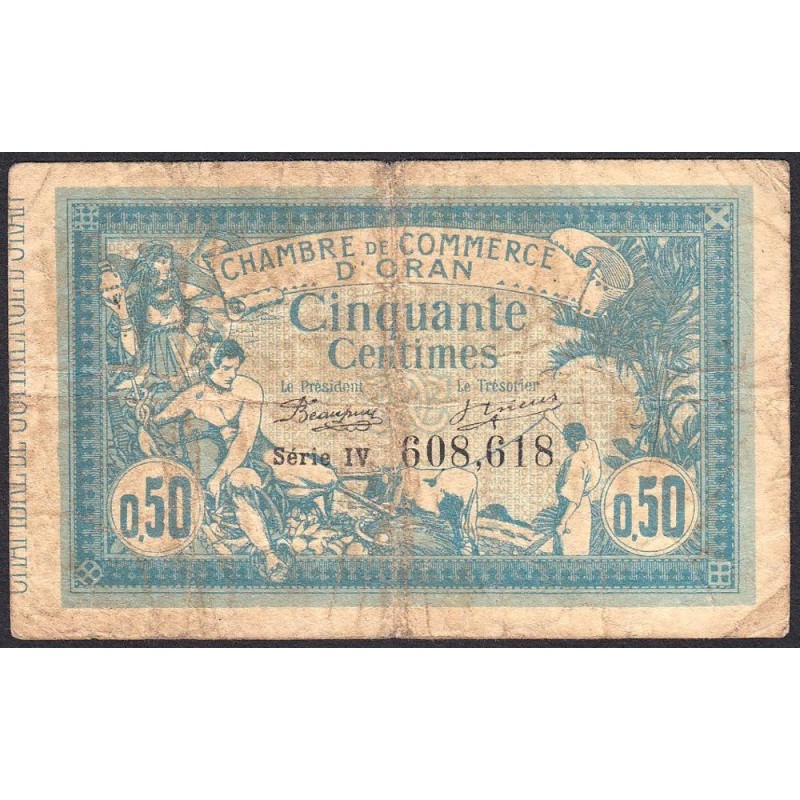 CHAMBRE DE COMMERCE
D'ORAN
Cinquante
Centimes
Le Président Le Trésorier
Série IV 608,618
0,50 0,50